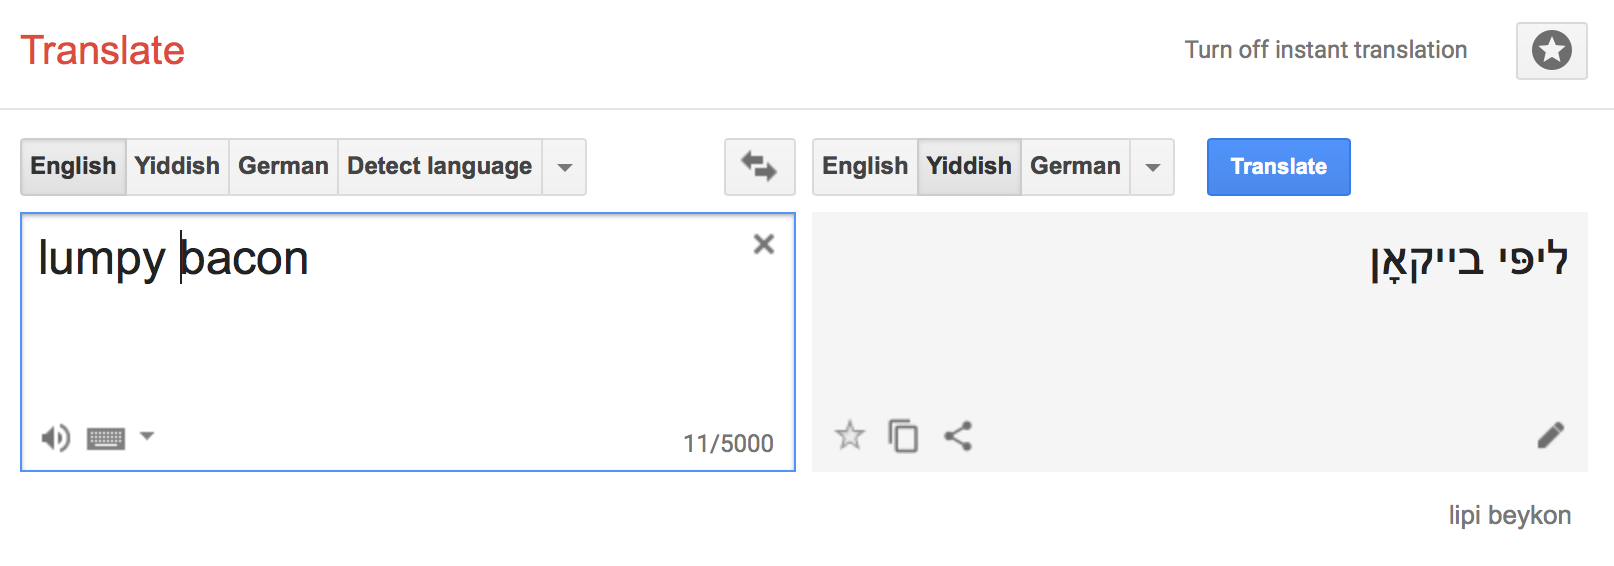 Translate
Turn off instant translation
English Yiddish German Detect language
English Yiddish German
Translate
lumpy bacon
11/5000
ליפּי בייקאָן
lipi beykon